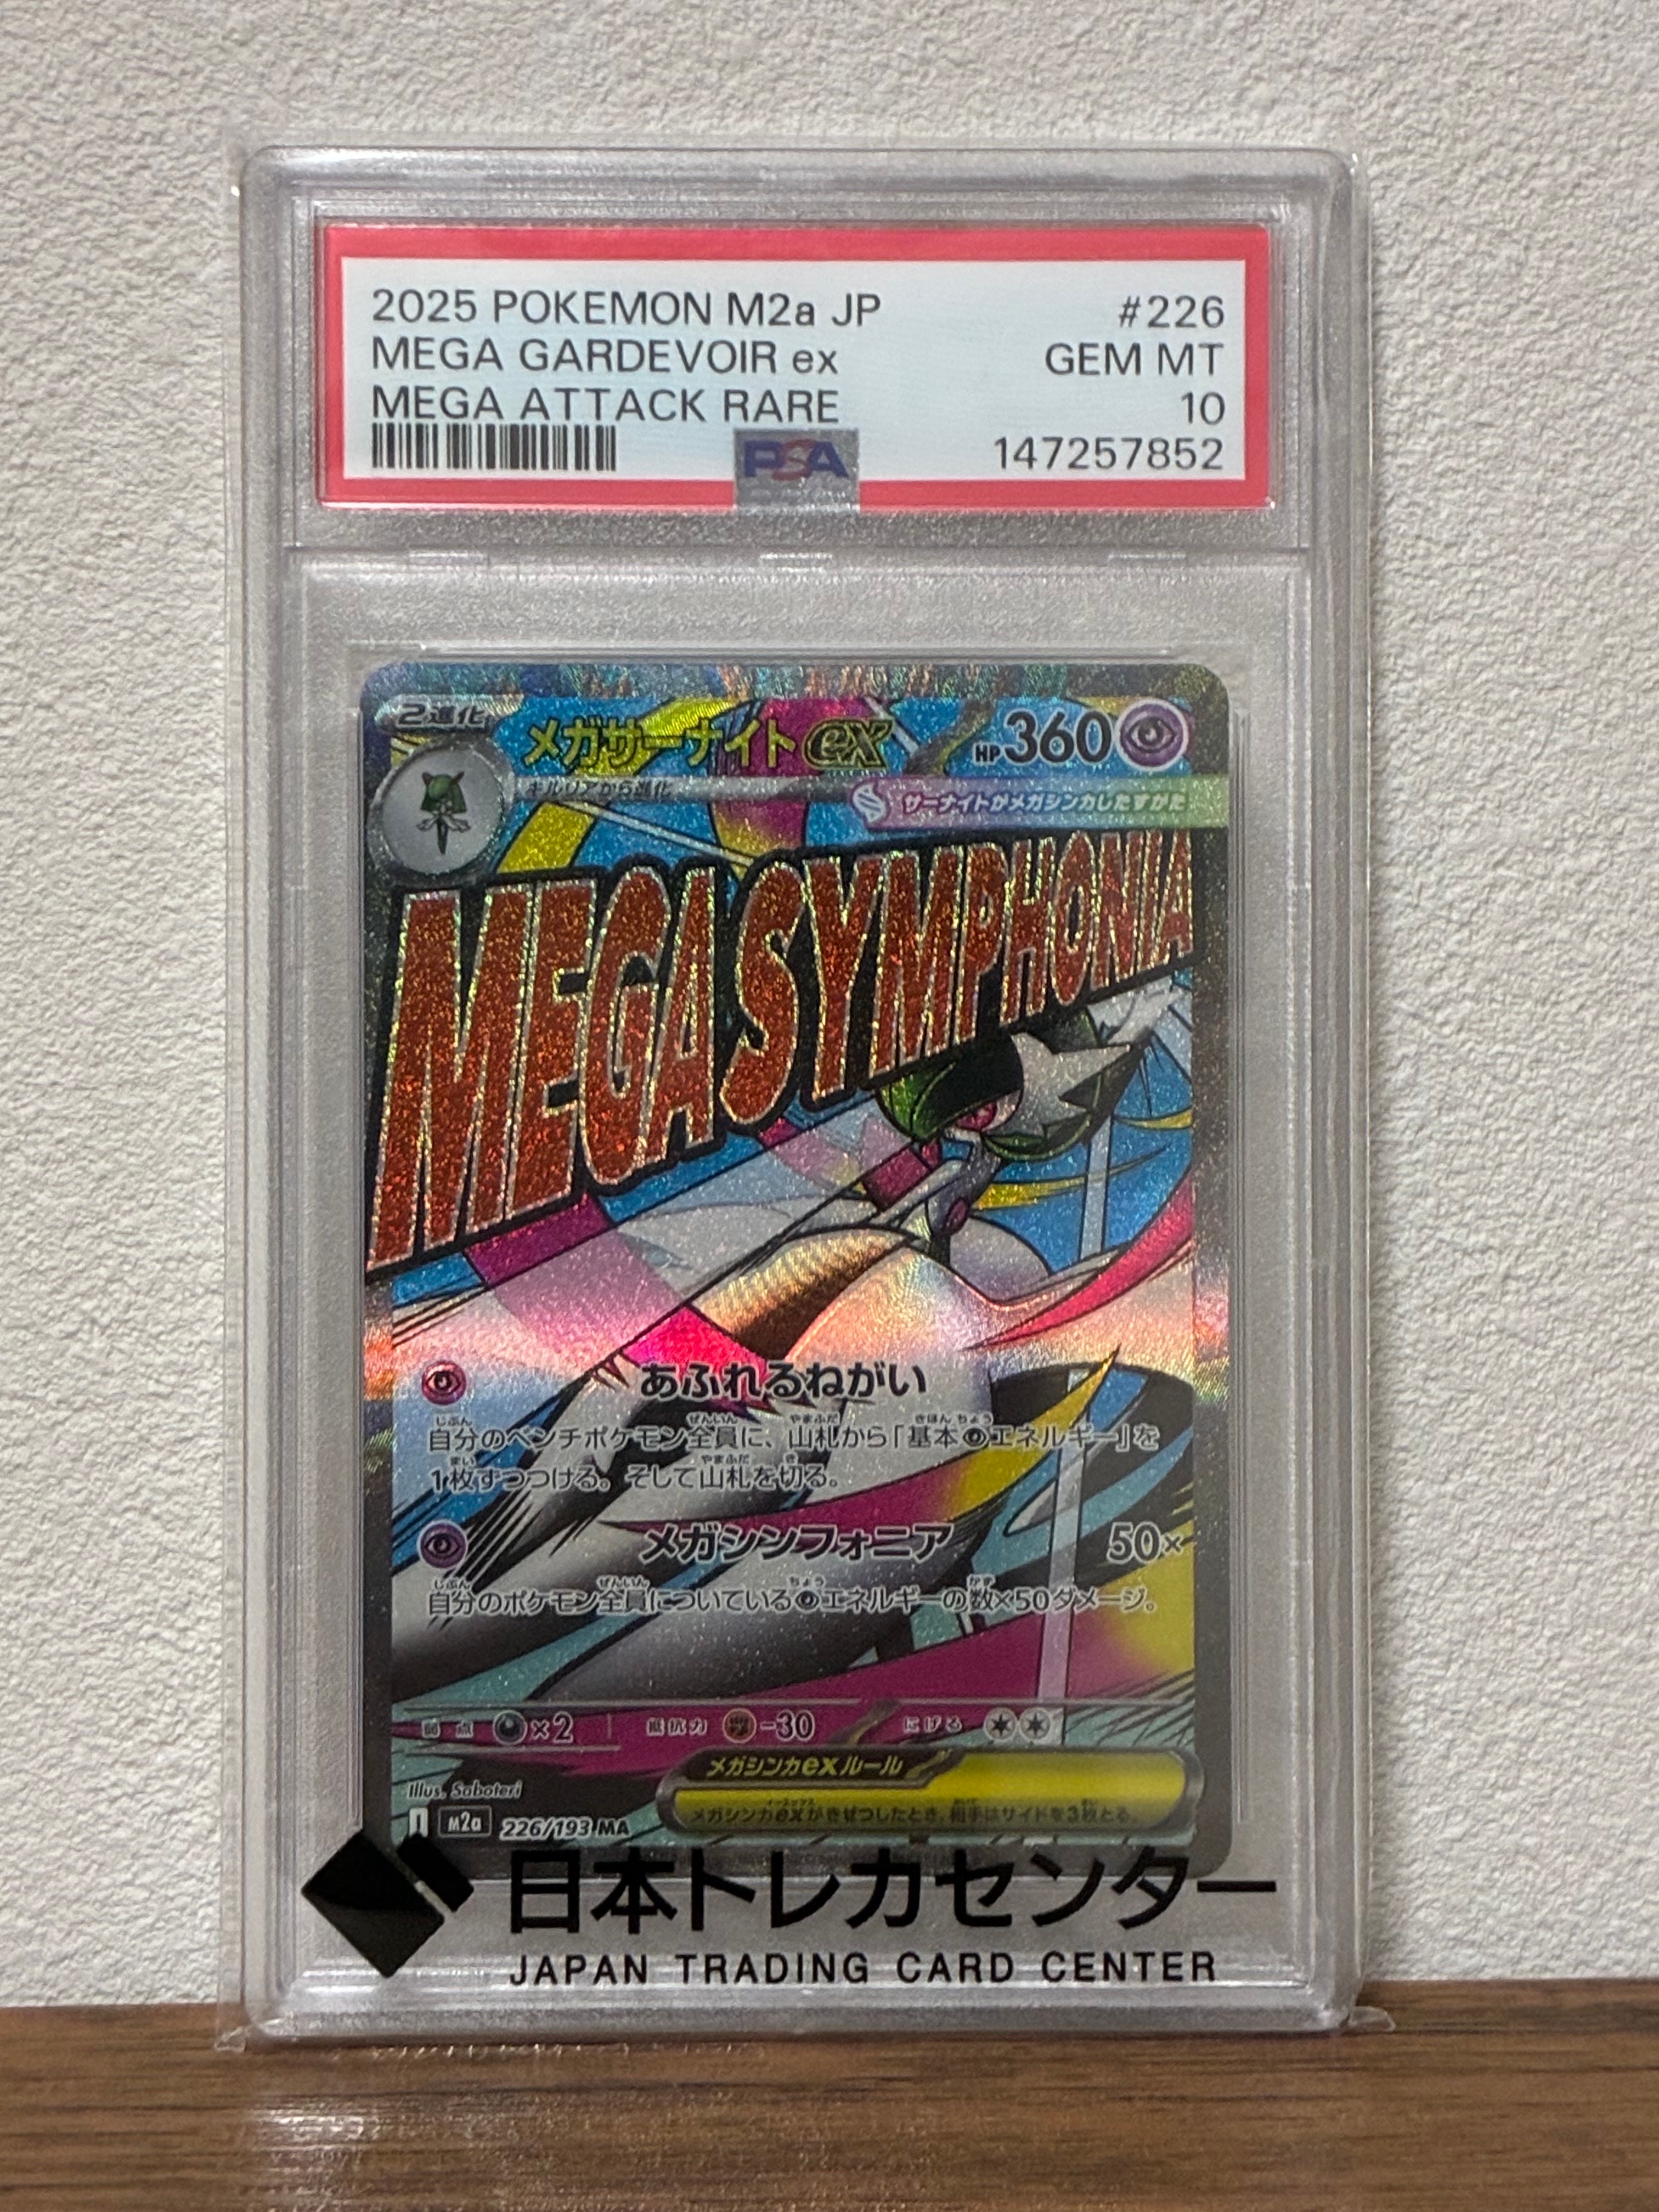 2025 POKEMON M2a JP #226
MEGA GARDEVOIR ex GEM MT
MEGA ATTACK RARE 10
PSA 147257852
2進化 メガサーナイトex HP360
キルリアから進化
サーナイトがメガシンカしたすがた
MEGA SYMPHONIA
あふれるねがい
自分のベンチポケモン全員に、山札から「基本エネルギー」を
1枚ずつつける。そして山札を切る。
メガシンフォニア 50×
自分のポケモン全員についているエネルギーの数×50ダメージ。
弱点 ×2 抵抗力 -30 にげる
メガシンカexルール
メガシンカexがきぜつしたとき、相手はサイドを3枚とる。
Illus. Saboteri
I M2a 226/193 MA
日本トレカセンター
JAPAN TRADING CARD CENTER